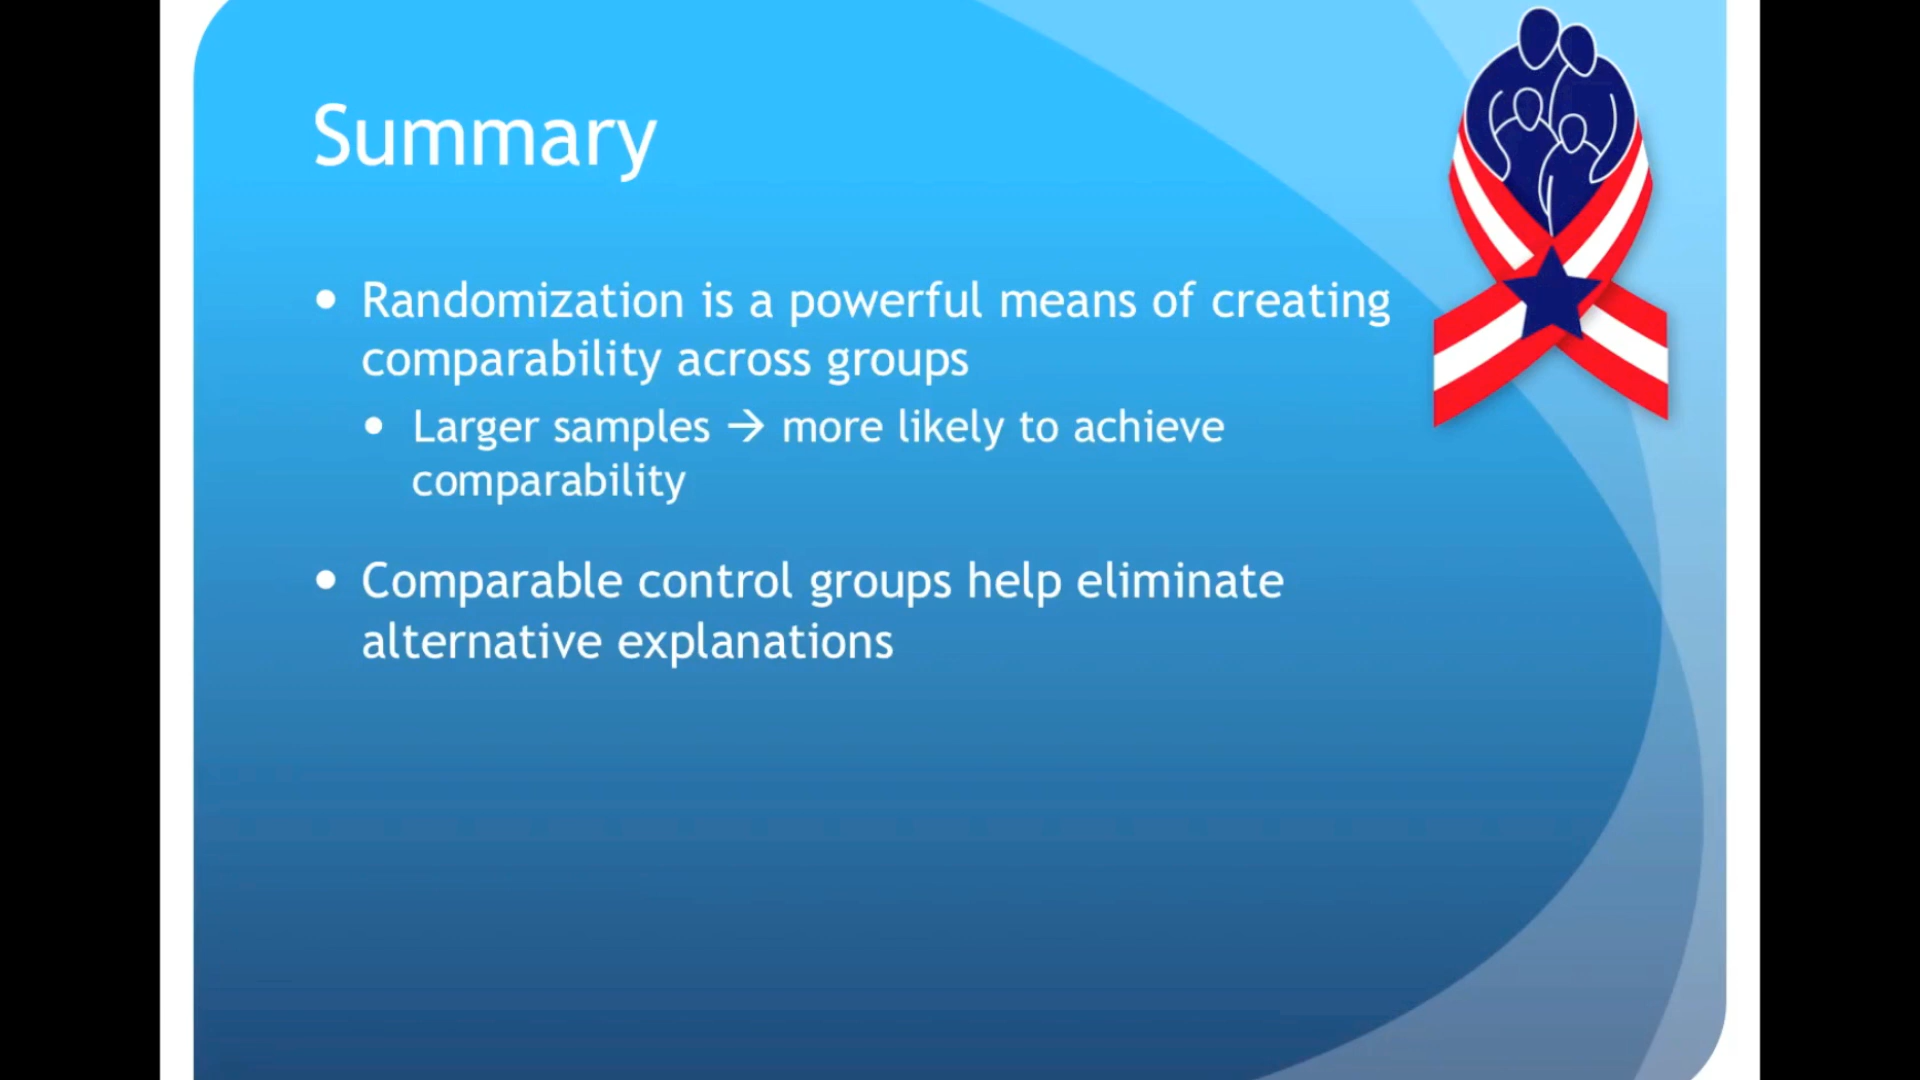 Summary
• Randomization is a powerful means of creating
comparability across groups
• Larger samples → more likely to achieve
comparability
• Comparable control groups help eliminate
alternative explanations